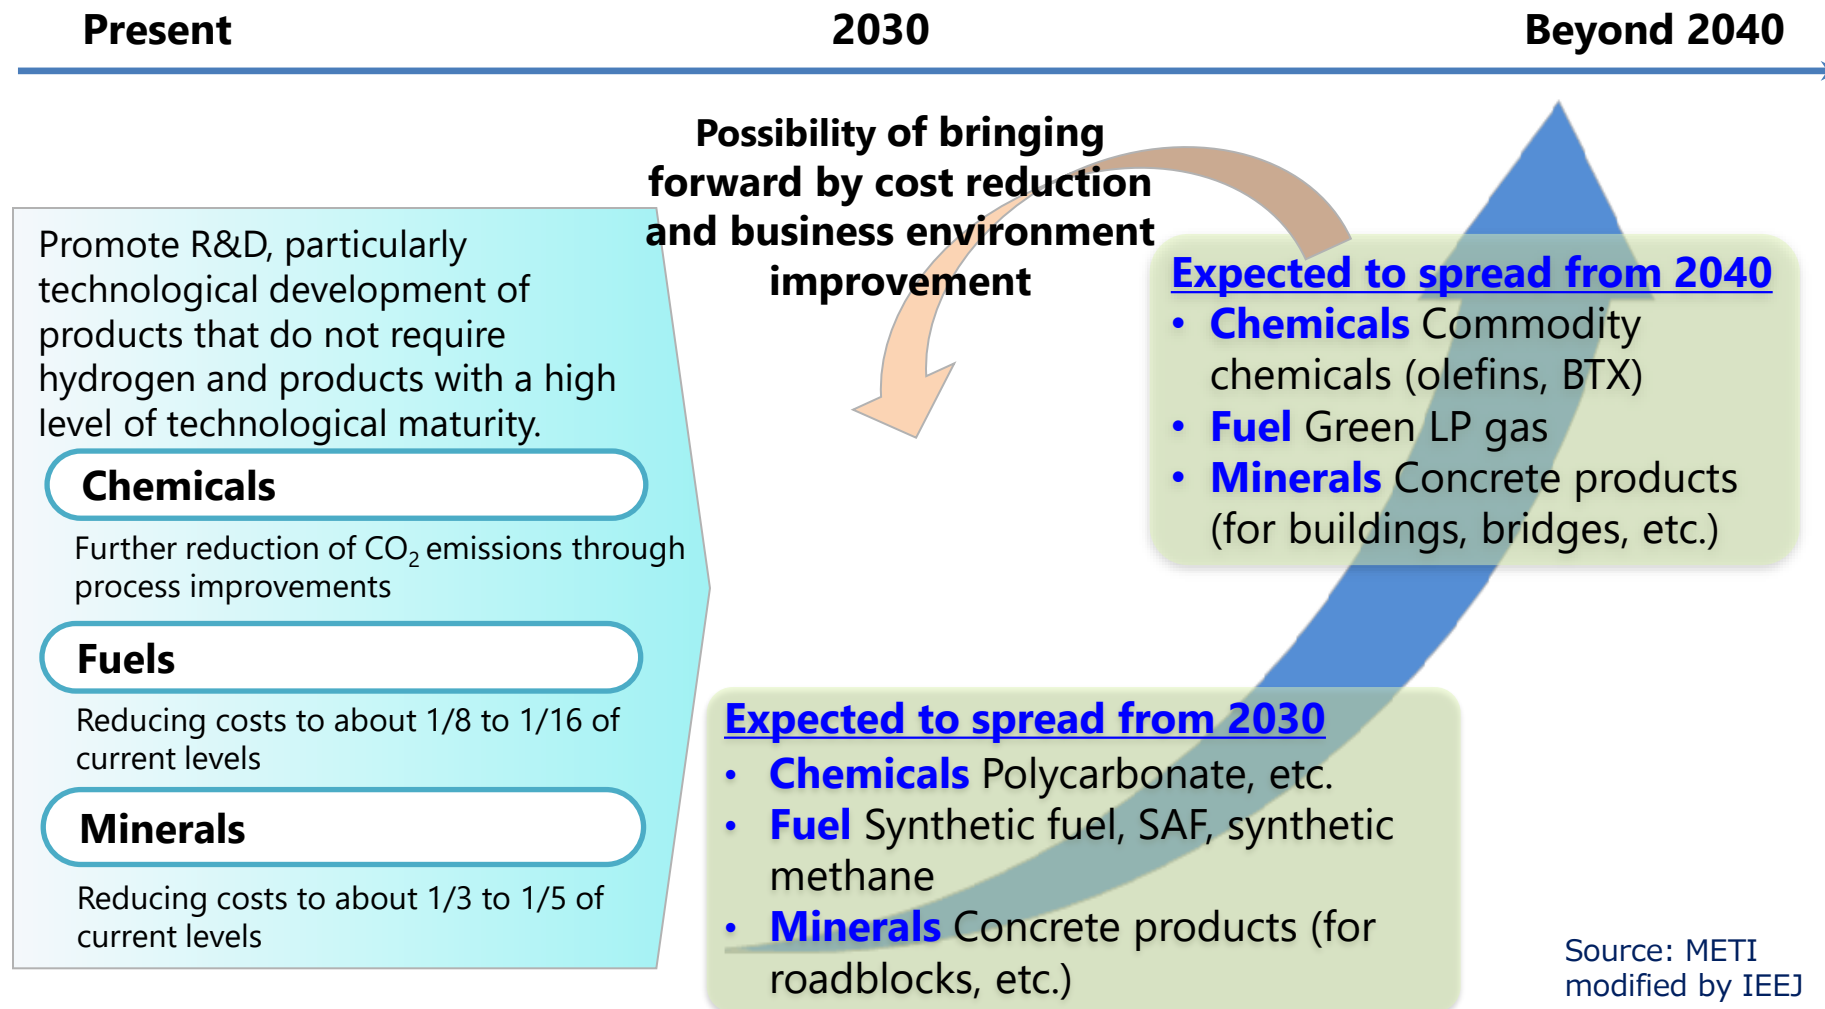 Present
2030
Beyond 2040
Possibility of bringing
forward by cost reduction
and business environment
improvement
Promote R&D, particularly
technological development of
products that do not require
hydrogen and products with a high
level of technological maturity.
Chemicals
Further reduction of CO₂ emissions through
process improvements
Fuels
Reducing costs to about 1/8 to 1/16 of
current levels
Minerals
Reducing costs to about 1/3 to 1/5 of
current levels
Expected to spread from 2040
• Chemicals Commodity
chemicals (olefins, BTX)
• Fuel Green LP gas
• Minerals Concrete products
(for buildings, bridges, etc.)
Expected to spread from 2030
• Chemicals Polycarbonate, etc.
• Fuel Synthetic fuel, SAF, synthetic
methane
• Minerals Concrete products (for
roadblocks, etc.)
Source: METI
modified by IEEJ